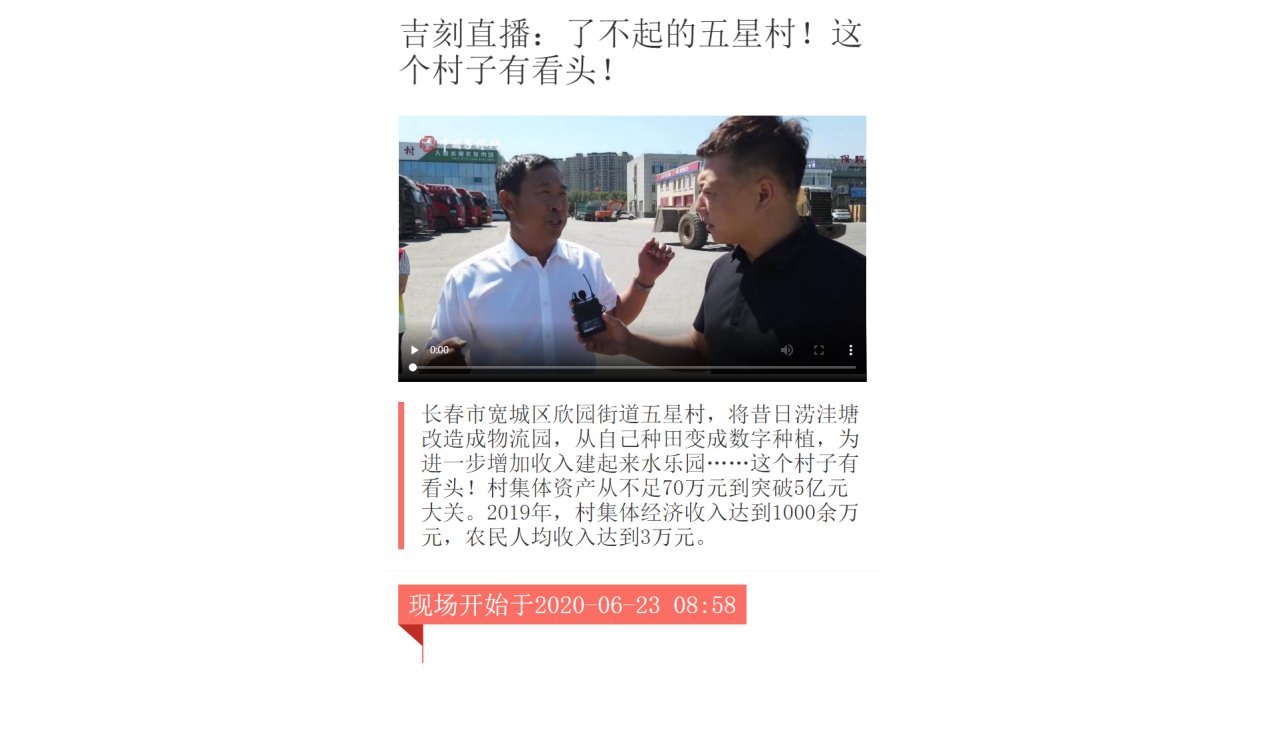 吉刻直播：了不起的五星村！这
个村子有看头！
村
0:00
长春市宽城区欣园街道五星村，将昔日涝洼塘
改造成物流园，从自己种田变成数字种植，为
进一步增加收入建起来水乐园……这个村子有
看头！村集体资产从不足70万元到突破5亿元
大关。2019年，村集体经济收入达到1000余万
元，农民人均收入达到3万元。
现场开始于2020-06-23 08:58